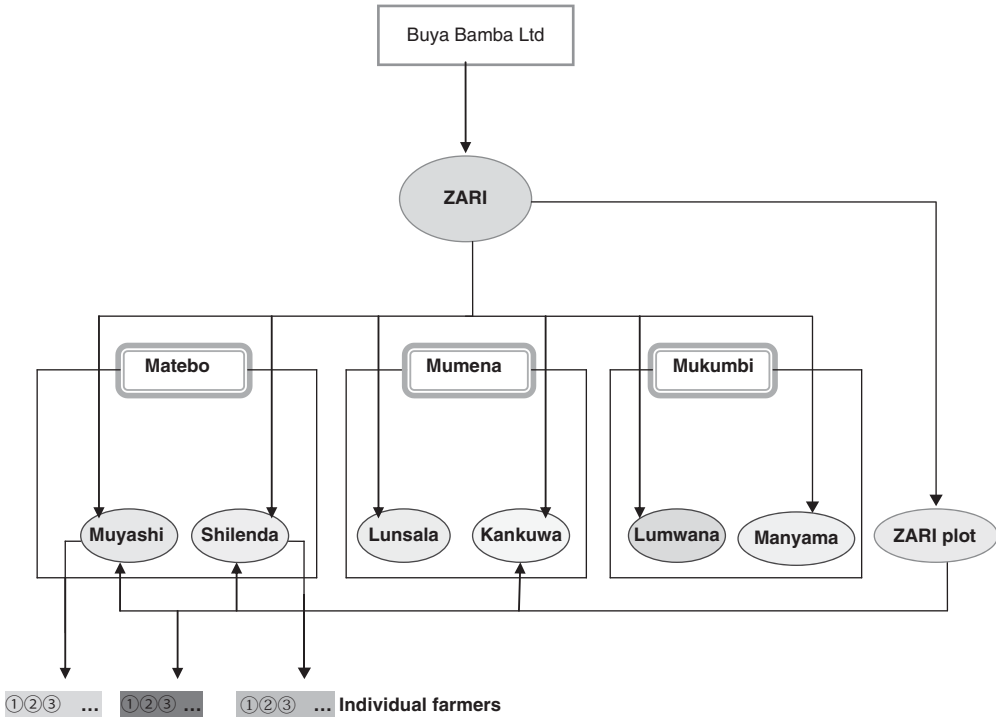 Buya Bamba Ltd
ZARI
Matebo
Mumena
Mukumbi
Muyashi
Shilenda
Lunsala
Kankuwa
Lumwana
Manyama
ZARI plot
①②③ ...
①②③ ...
①②③ ... Individual farmers